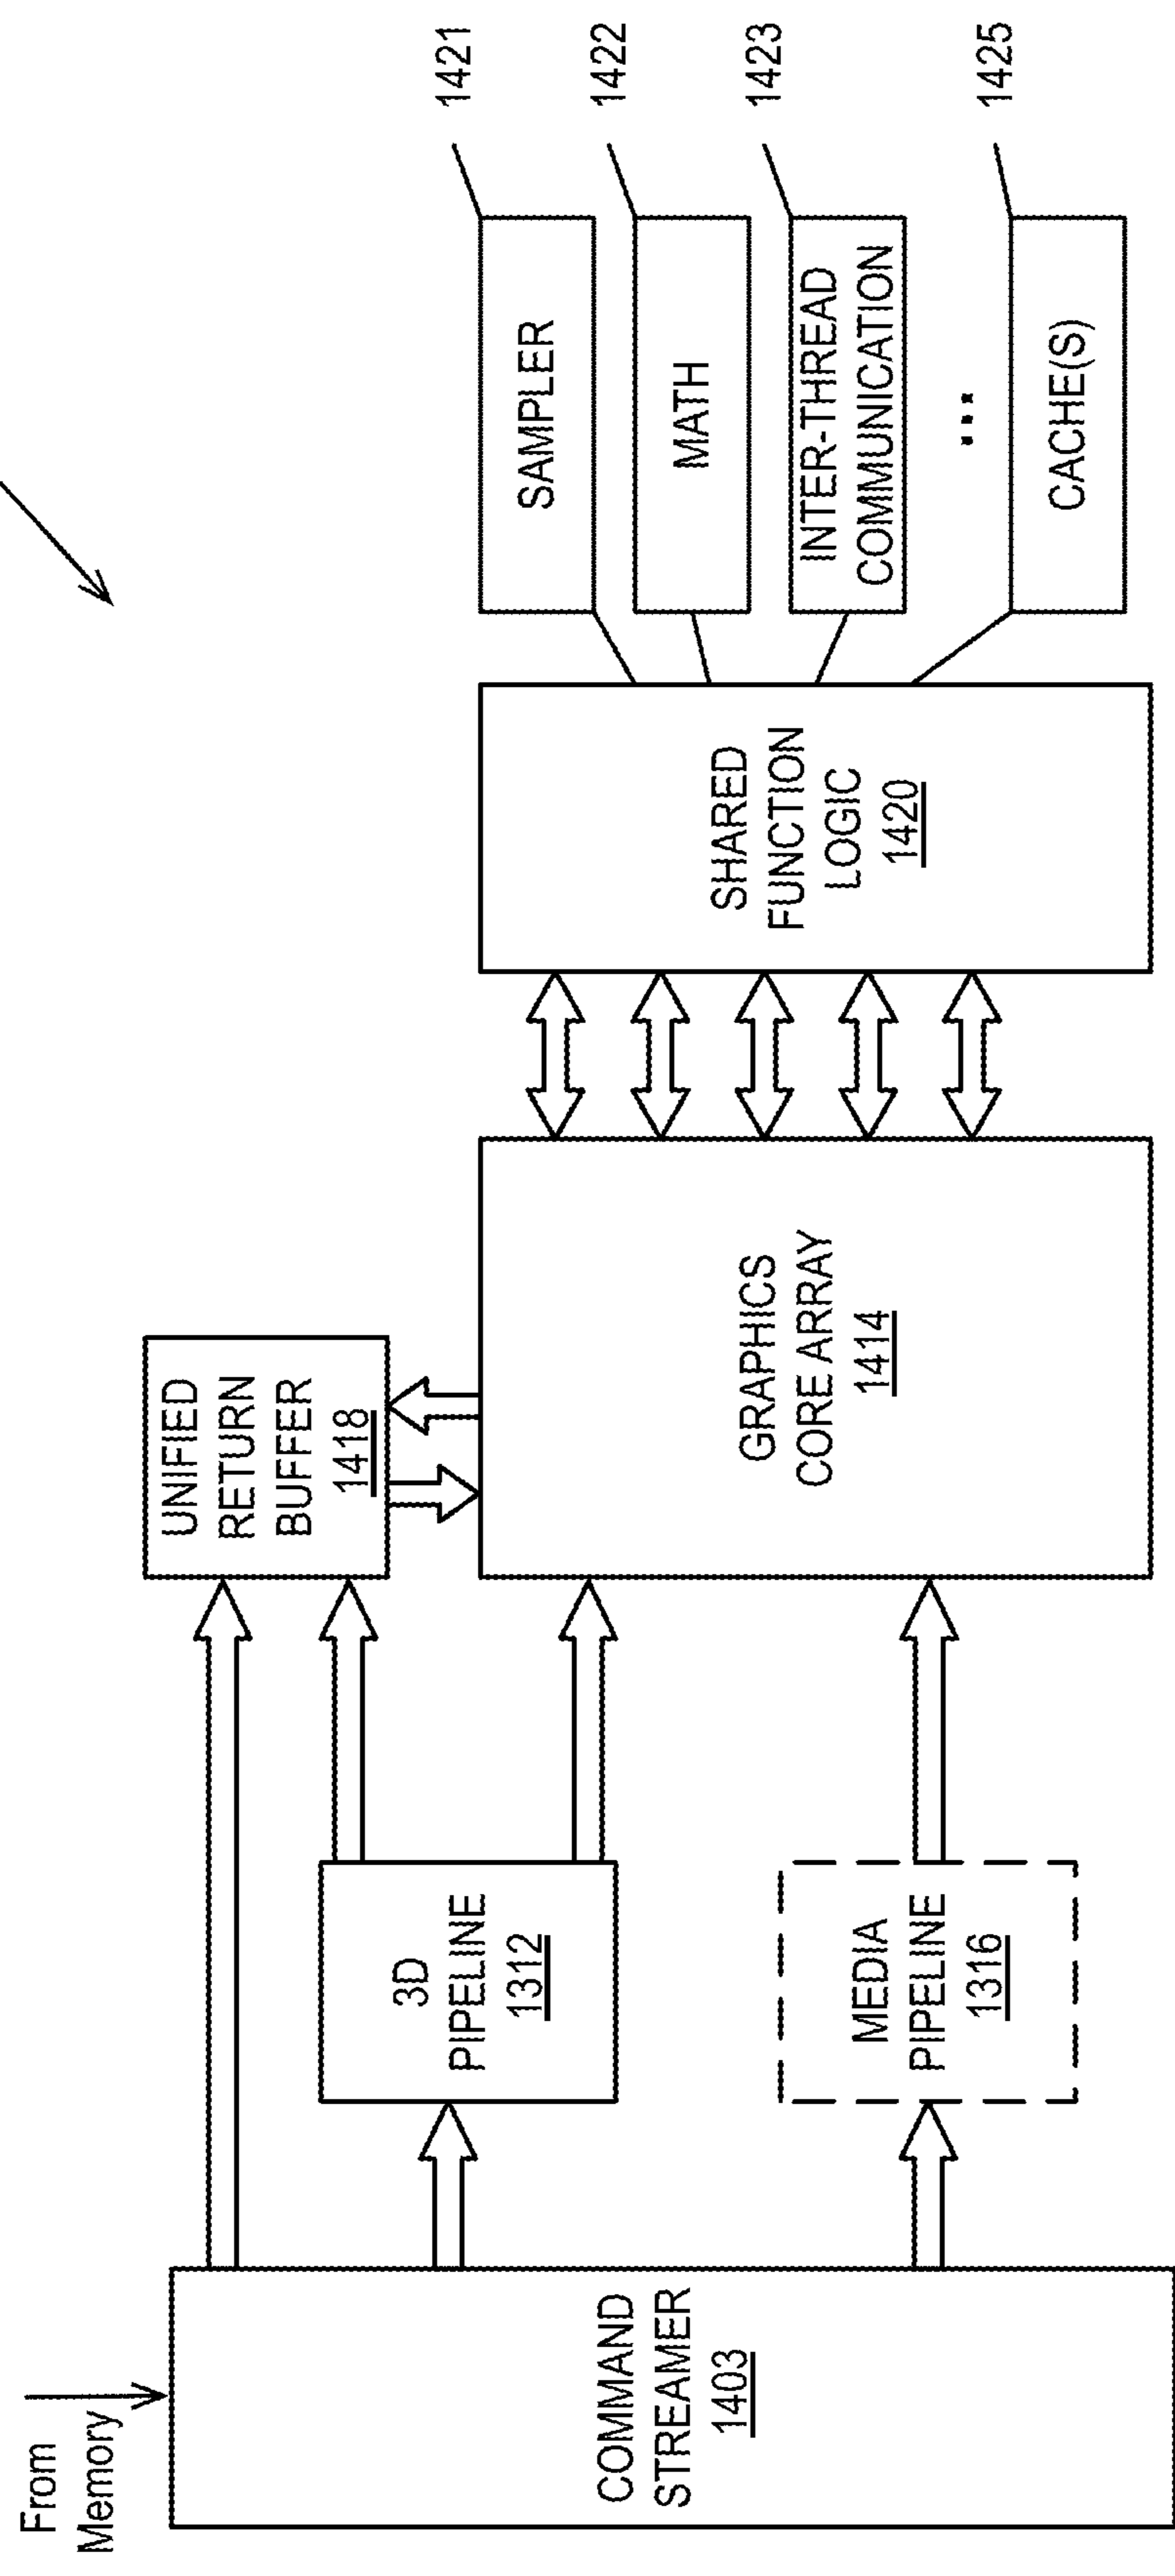 From
Memory
COMMAND
STREAMER
1403
3D
PIPELINE
1312
MEDIA
PIPELINE
1316
UNIFIED
RETURN
BUFFER
1418
GRAPHICS
CORE ARRAY
1414
SHARED
FUNCTION
LOGIC
1420
SAMPLER
1421
MATH
1422
INTER-THREAD
COMMUNICATION
1423
...
CACHE(S)
1425